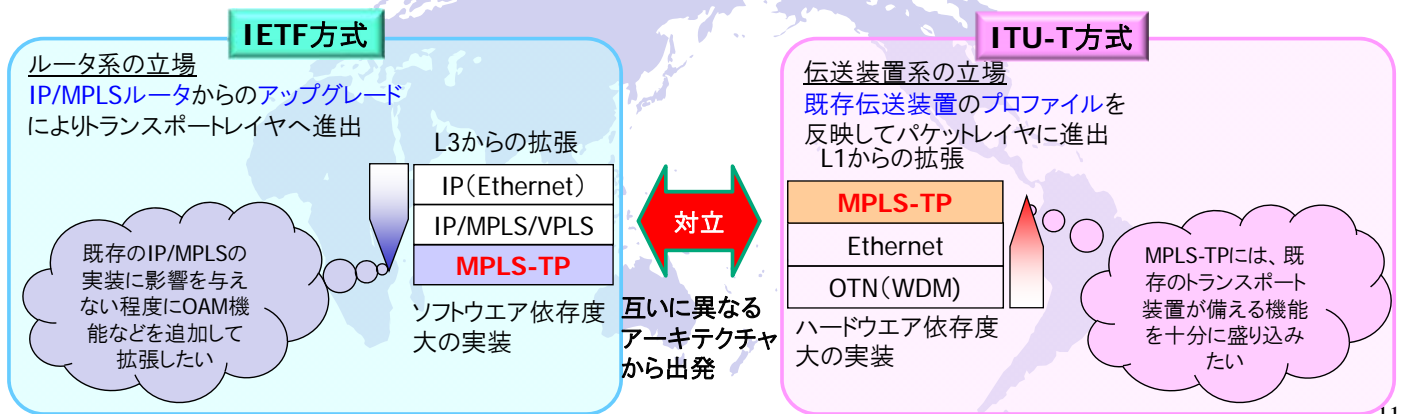 IETF方式
ルータ系の立場
IP/MPLSルータからのアップグレード
によりトランスポートレイヤへ進出
L3からの拡張
IP(Ethernet)
IP/MPLS/VPLS
MPLS-TP
ソフトウエア依存度
大の実装
既存のIP/MPLSの
実装に影響を与え
ない程度にOAM機
能などを追加して
拡張したい
対立
互いに異なる
アーキテクチャ
から出発
ITU-T方式
伝送装置系の立場
既存伝送装置のプロファイルを
反映してパケットレイヤに進出
L1からの拡張
MPLS-TP
Ethernet
OTN(WDM)
ハードウエア依存度
大の実装
MPLS-TPには、既
存のトランスポート
装置が備える機能
を十分に盛り込み
たい
11